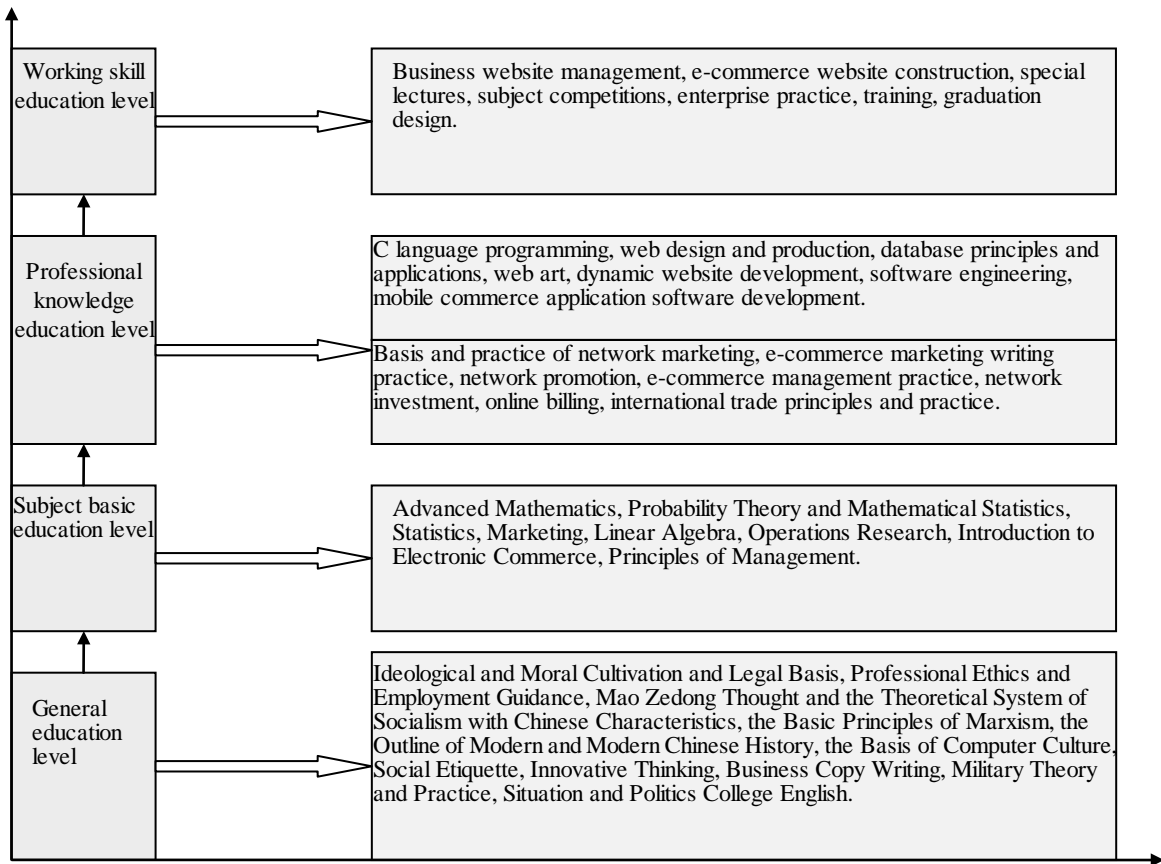 Working skill
education level
Business website management, e-commerce website construction, special
lectures, subject competitions, enterprise practice, training, graduation
design.
Professional
knowledge
education level
C language programming, web design and production, database principles and
applications, web art, dynamic website development, software engineering,
mobile commerce application software development.
Basis and practice of network marketing, e-commerce marketing writing
practice, network promotion, e-commerce management practice, network
investment, online billing, international trade principles and practice.
Subject basic
education level
Advanced Mathematics, Probability Theory and Mathematical Statistics,
Statistics, Marketing, Linear Algebra, Operations Research, Introduction to
Electronic Commerce, Principles of Management.
General
education
level
Ideological and Moral Cultivation and Legal Basis, Professional Ethics and
Employment Guidance, Mao Zedong Thought and the Theoretical System of
Socialism with Chinese Characteristics, the Basic Principles of Marxism, the
Outline of Modern and Modern Chinese History, the Basis of Computer Culture,
Social Etiquette, Innovative Thinking, Business Copy Writing, Military Theory
and Practice, Situation and Politics College English.